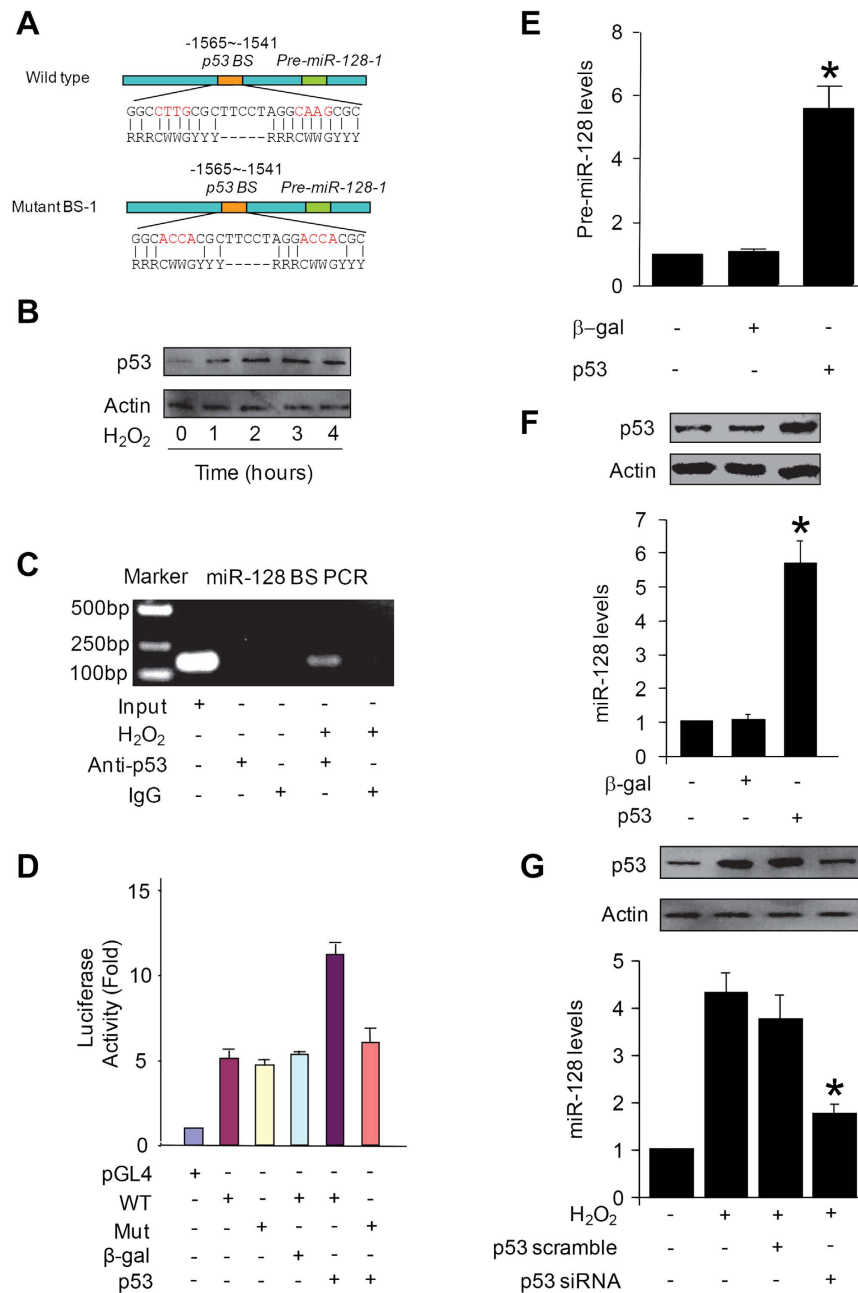 A
-1565~-1541
p53 BS Pre-miR-128-1
Wild type
GGCCTTGCGCTTCCTAGGCAAGCGC
RRRCWWGYYY-----RRRCWWGYYY
-1565~-1541
p53 BS Pre-miR-128-1
Mutant BS-1
GGCACCACGCTTCCTAGGACCACGC
RRRCWWGYYY-----RRRCWWGYYY
B
p53
Actin
H2O2 0 1 2 3 4
Time (hours)
C
Marker miR-128 BS PCR
500bp
250bp
100bp
Input + - - - -
H2O2 - - - + +
Anti-p53 - + - + -
IgG - - + - +
D
Luciferase
Activity (Fold)
15
10
5
0
pGL4 + - - - - -
WT - + - + + -
Mut - - + - - +
β-gal - - - + - -
p53 - - - - + +
E
Pre-miR-128 levels
8
6
4
2
0
*
β-gal - + -
p53 - - +
F
p53
Actin
miR-128 levels
7
6
5
4
3
2
1
0
*
β-gal - + -
p53 - - +
G
p53
Actin
miR-128 levels
5
4
3
2
1
0
*
H2O2 - + + +
p53 scramble - - + -
p53 siRNA - - - +